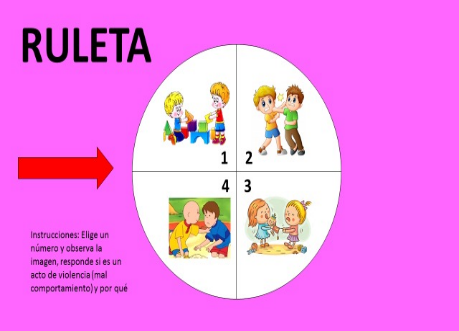 RULETA
1 2
4 3
Instrucciones: Elige un
número y observa la
imagen, responde si es un
acto de violencia (mal
comportamiento) y por qué